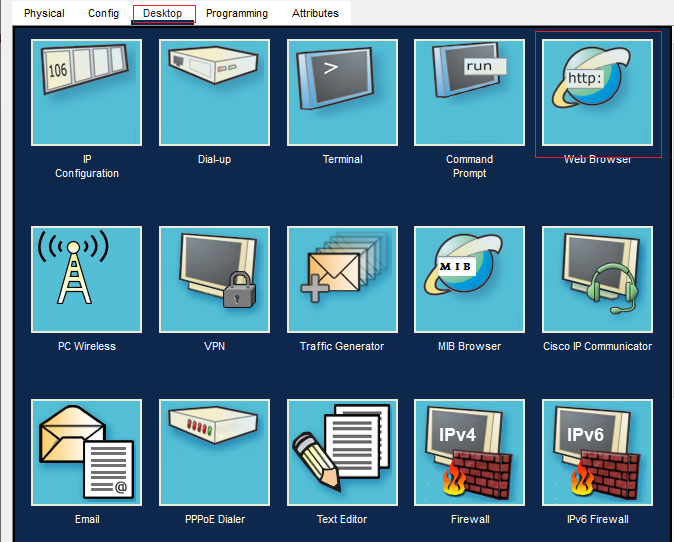 Physical Config Desktop Programming Attributes
106
>
run
http:
IP
Configuration
Dial-up
Terminal
Command
Prompt
Web Browser
MIB
PC Wireless
VPN
Traffic Generator
MIB Browser
Cisco IP Communicator
@
IPv4
IPv6
Email
PPPoE Dialer
Text Editor
Firewall
IPv6 Firewall